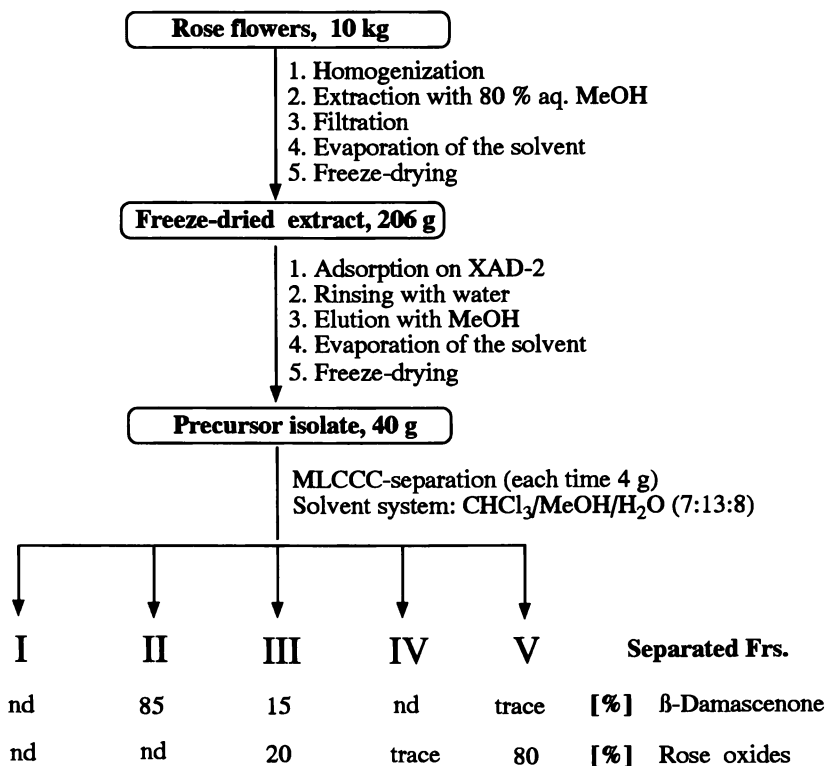 Rose flowers, 10 kg
1. Homogenization
2. Extraction with 80 % aq. MeOH
3. Filtration
4. Evaporation of the solvent
5. Freeze-drying
Freeze-dried extract, 206 g
1. Adsorption on XAD-2
2. Rinsing with water
3. Elution with MeOH
4. Evaporation of the solvent
5. Freeze-drying
Precursor isolate, 40 g
MLCCC-separation (each time 4 g)
Solvent system: CHCl3/MeOH/H2O (7:13:8)
I II III IV V Separated Frs.
nd 85 15 nd trace [%] ß-Damascenone
nd nd 20 trace 80 [%] Rose oxides